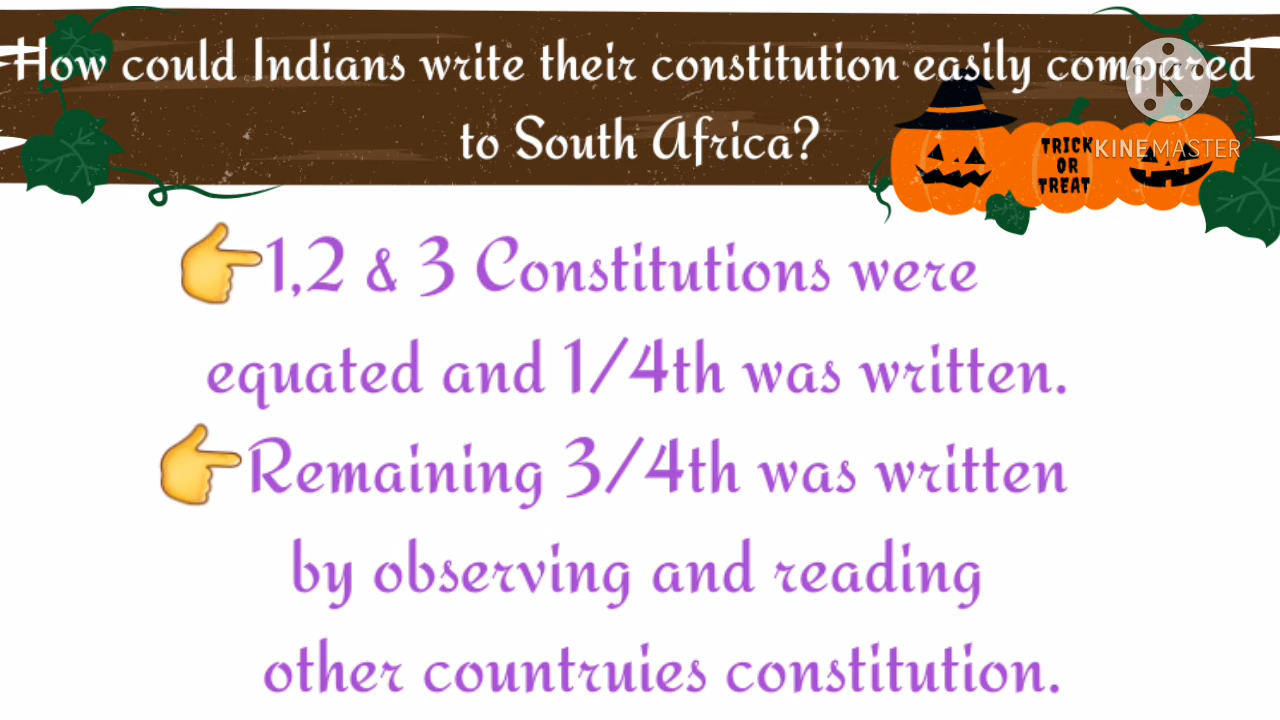 How could Indians write their constitution easily compared
to South Africa?
K
KINEMASTER
TRICK
OR
TREAT
👉1,2 & 3 Constitutions were
equated and 1/4th was written.
👉Remaining 3/4th was written
by observing and reading
other countruies constitution.